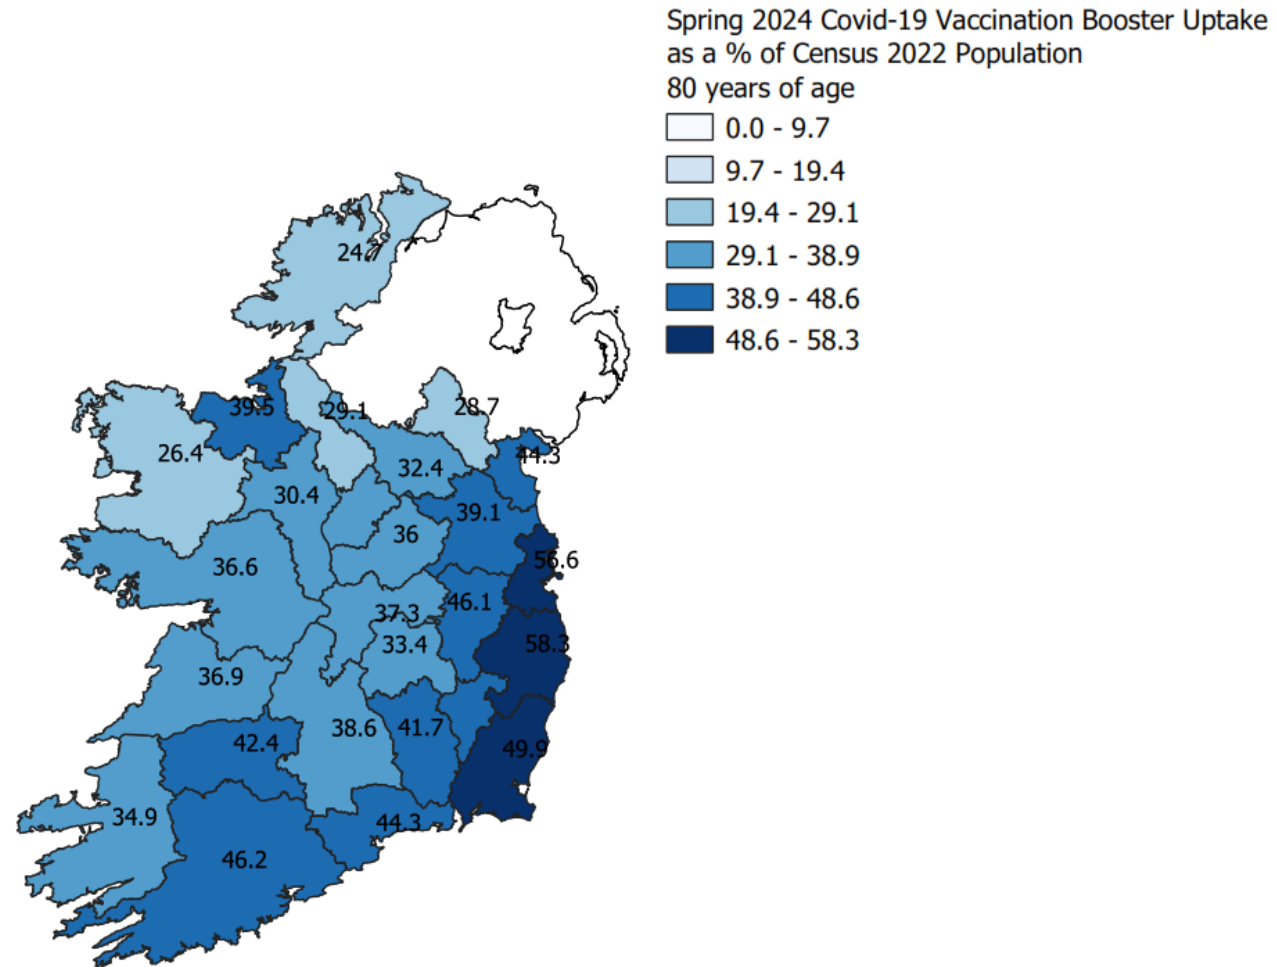 Spring 2024 Covid-19 Vaccination Booster Uptake
as a % of Census 2022 Population
80 years of age
0.0 - 9.7
9.7 - 19.4
19.4 - 29.1
29.1 - 38.9
38.9 - 48.6
48.6 - 58.3
24.7
39.5
29.1
28.7
26.4
32.4
44.3
30.4
39.1
36
36.6
56.6
37.3
46.1
33.4
58.3
36.9
38.6
41.7
42.4
49.9
34.9
44.3
46.2